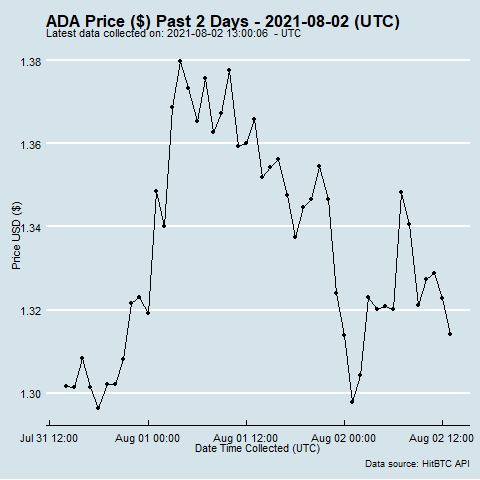 ADA Price ($) Past 2 Days - 2021-08-02 (UTC)
Latest data collected on: 2021-08-02 13:00:06 - UTC
1.38
1.36
1.34
1.32
1.30
Price USD ($)
Jul 31 12:00 Aug 01 00:00 Aug 01 12:00 Aug 02 00:00 Aug 02 12:00
Date Time Collected (UTC)
Data source: HitBTC API